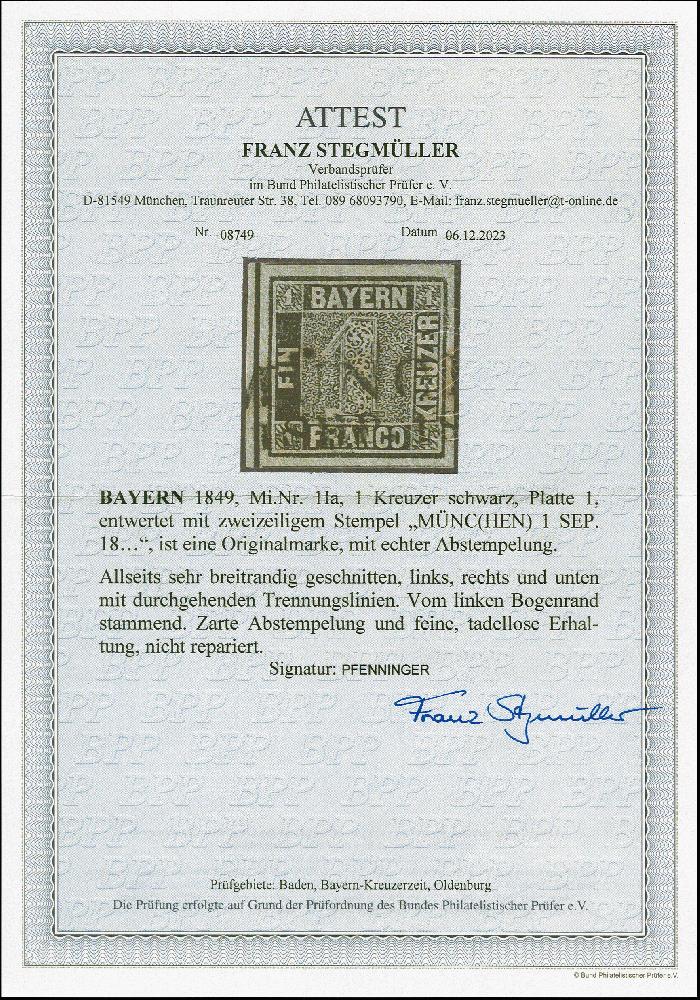 ATTEST
FRANZ STEGMÜLLER
Verbandsprüfer
im Bund Philatelistischer Prüfer e. V.
D-81549 München, Traunreuter Str. 38, Tel. 089 68093790, E-Mail: franz.stegmueller@t-online.de
Nr. 08749 Datum 06.12.2023
1 BAYERN 1
EIN
KREUZER
FRANCO
BAYERN 1849, Mi.Nr. 1Ia, 1 Kreuzer schwarz, Platte 1,
entwertet mit zweizeiligem Stempel „MÜNC(HEN) 1 SEP.
18…“, ist eine Originalmarke, mit echter Abstempelung.
Allseits sehr breitrandig geschnitten, links, rechts und unten
mit durchgehenden Trennungslinien. Vom linken Bogenrand
stammend. Zarte Abstempelung und feine, tadellose Erhal-
tung, nicht repariert.
Signatur: PFENNINGER
Franz Stegmüller
Prüfgebiete: Baden, Bayern-Kreuzerzeit, Oldenburg
Die Prüfung erfolgte auf Grund der Prüfordnung des Bundes Philatelistischer Prüfer e.V.
© Bund Philatelistischer Prüfer e.V.